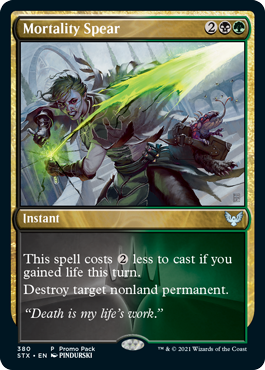 Mortality Spear 2
Instant
This spell costs 2 less to cast if you
gained life this turn.
Destroy target nonland permanent.
“Death is my life’s work.”
380 P Promo Pack
STX • EN PINDURSKI ™ & © 2021 Wizards of the Coast